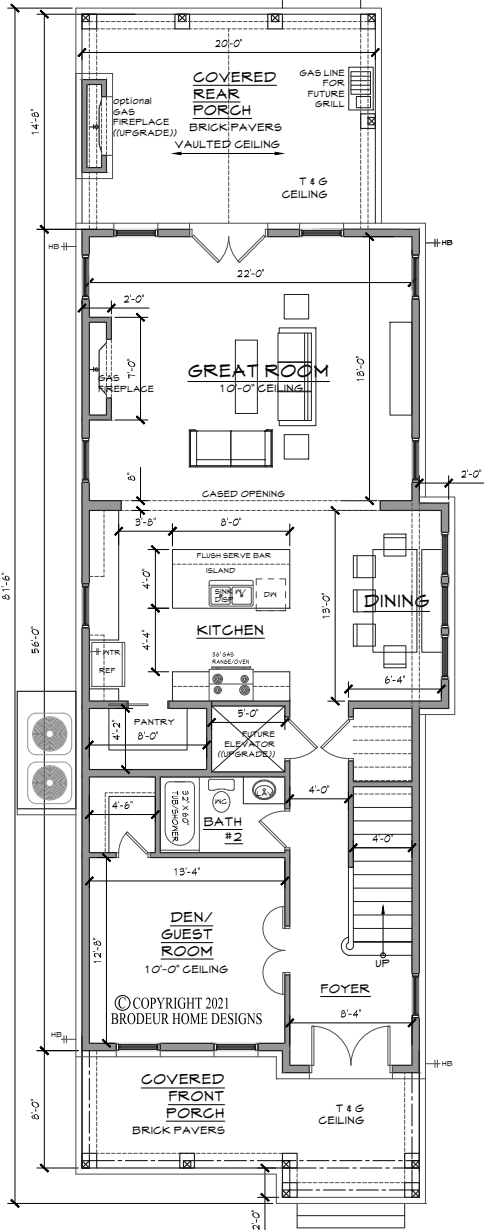 20'-0"
COVERED
REAR
PORCH
BRICK PAVERS
VAULTED CEILING
GAS LINE
FOR
FUTURE
GRILL
optional
GAS
FIREPLACE
((UPGRADE))
T & G
CEILING
14'-8"
HB
HB
22'-0"
2'-0"
7'-0"
GAS
FIREPLACE
GREAT ROOM
10'-0" CEILING
18'-0"
8"
CASED OPENING
2'-0"
3'-8"
8'-0"
FLUSH SERVE BAR
ISLAND
SINK W/
DISP
DW
4'-0"
13'-0"
DINING
KITCHEN
4'-4"
WTR
REF
36" GAS
RANGE/OVEN
6'-4"
81'-6"
56'-0"
PANTRY
8'-0"
4'-2"
5'-0"
FUTURE
ELEVATOR
((UPGRADE))
4'-0"
4'-6"
32" X 60"
TUB/SHOWER
WC
LAV
BATH
#2
4'-0"
13'-4"
DEN/
GUEST
ROOM
10'-0" CEILING
12'-8"
UP
FOYER
8'-4"
© COPYRIGHT 2021
BRODEUR HOME DESIGNS
HB
HB
COVERED
FRONT
PORCH
BRICK PAVERS
T & G
CEILING
8'-0"
2'-0"